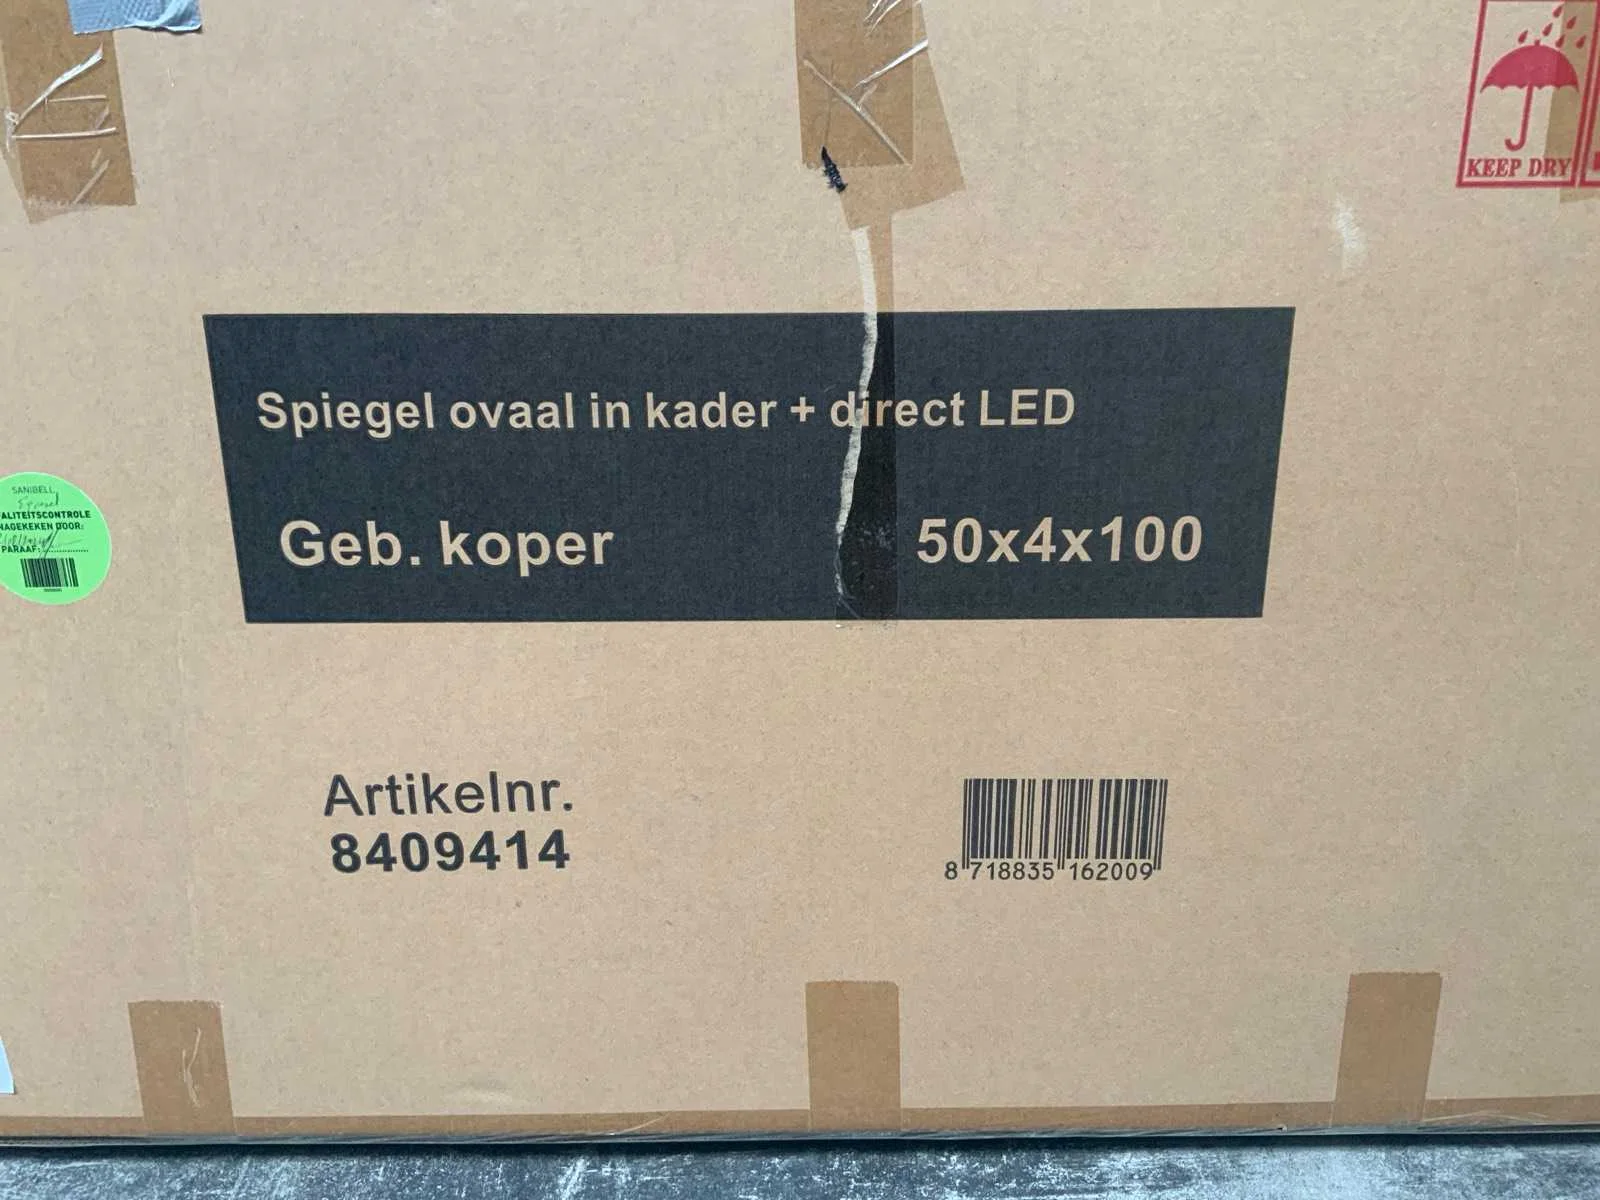 KEEP DRY
Spiegel ovaal in kader + direct LED
Geb. koper 50x4x100
SANIBELL
ALITEITSCONTROLE
NAGEKEKEN DOOR:
PARAAF:
Artikelnr.
8409414
8 718835 162009